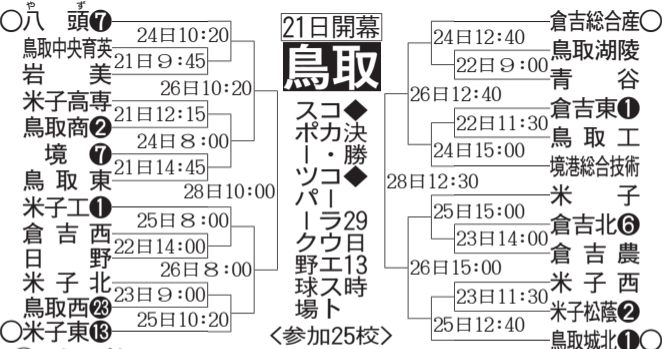 21日開幕
鳥取
◆決勝◆29日13時
コカ・コーラウエスト
スポーツパーク野球場
<参加25校>
○八頭❼
やず
鳥取中央育英
岩美
米子高専
鳥取商❷
境❼
鳥取東
米子工❶
倉吉西
日野
米子北
鳥取西㉓
○米子東⓭
24日10:20
21日9:45
26日10:20
21日12:15
24日8:00
21日14:45
28日10:00
25日8:00
22日14:00
26日8:00
23日9:00
25日10:20
倉吉総合産○
鳥取湖陵
青谷
倉吉東❶
鳥取工
境港総合技術
米子
倉吉北❻
倉吉農
米子西
米子松蔭❷
鳥取城北❶○
24日12:40
22日9:00
26日12:40
22日11:30
24日15:00
28日12:30
25日15:00
23日14:00
26日15:00
23日11:30
25日12:40